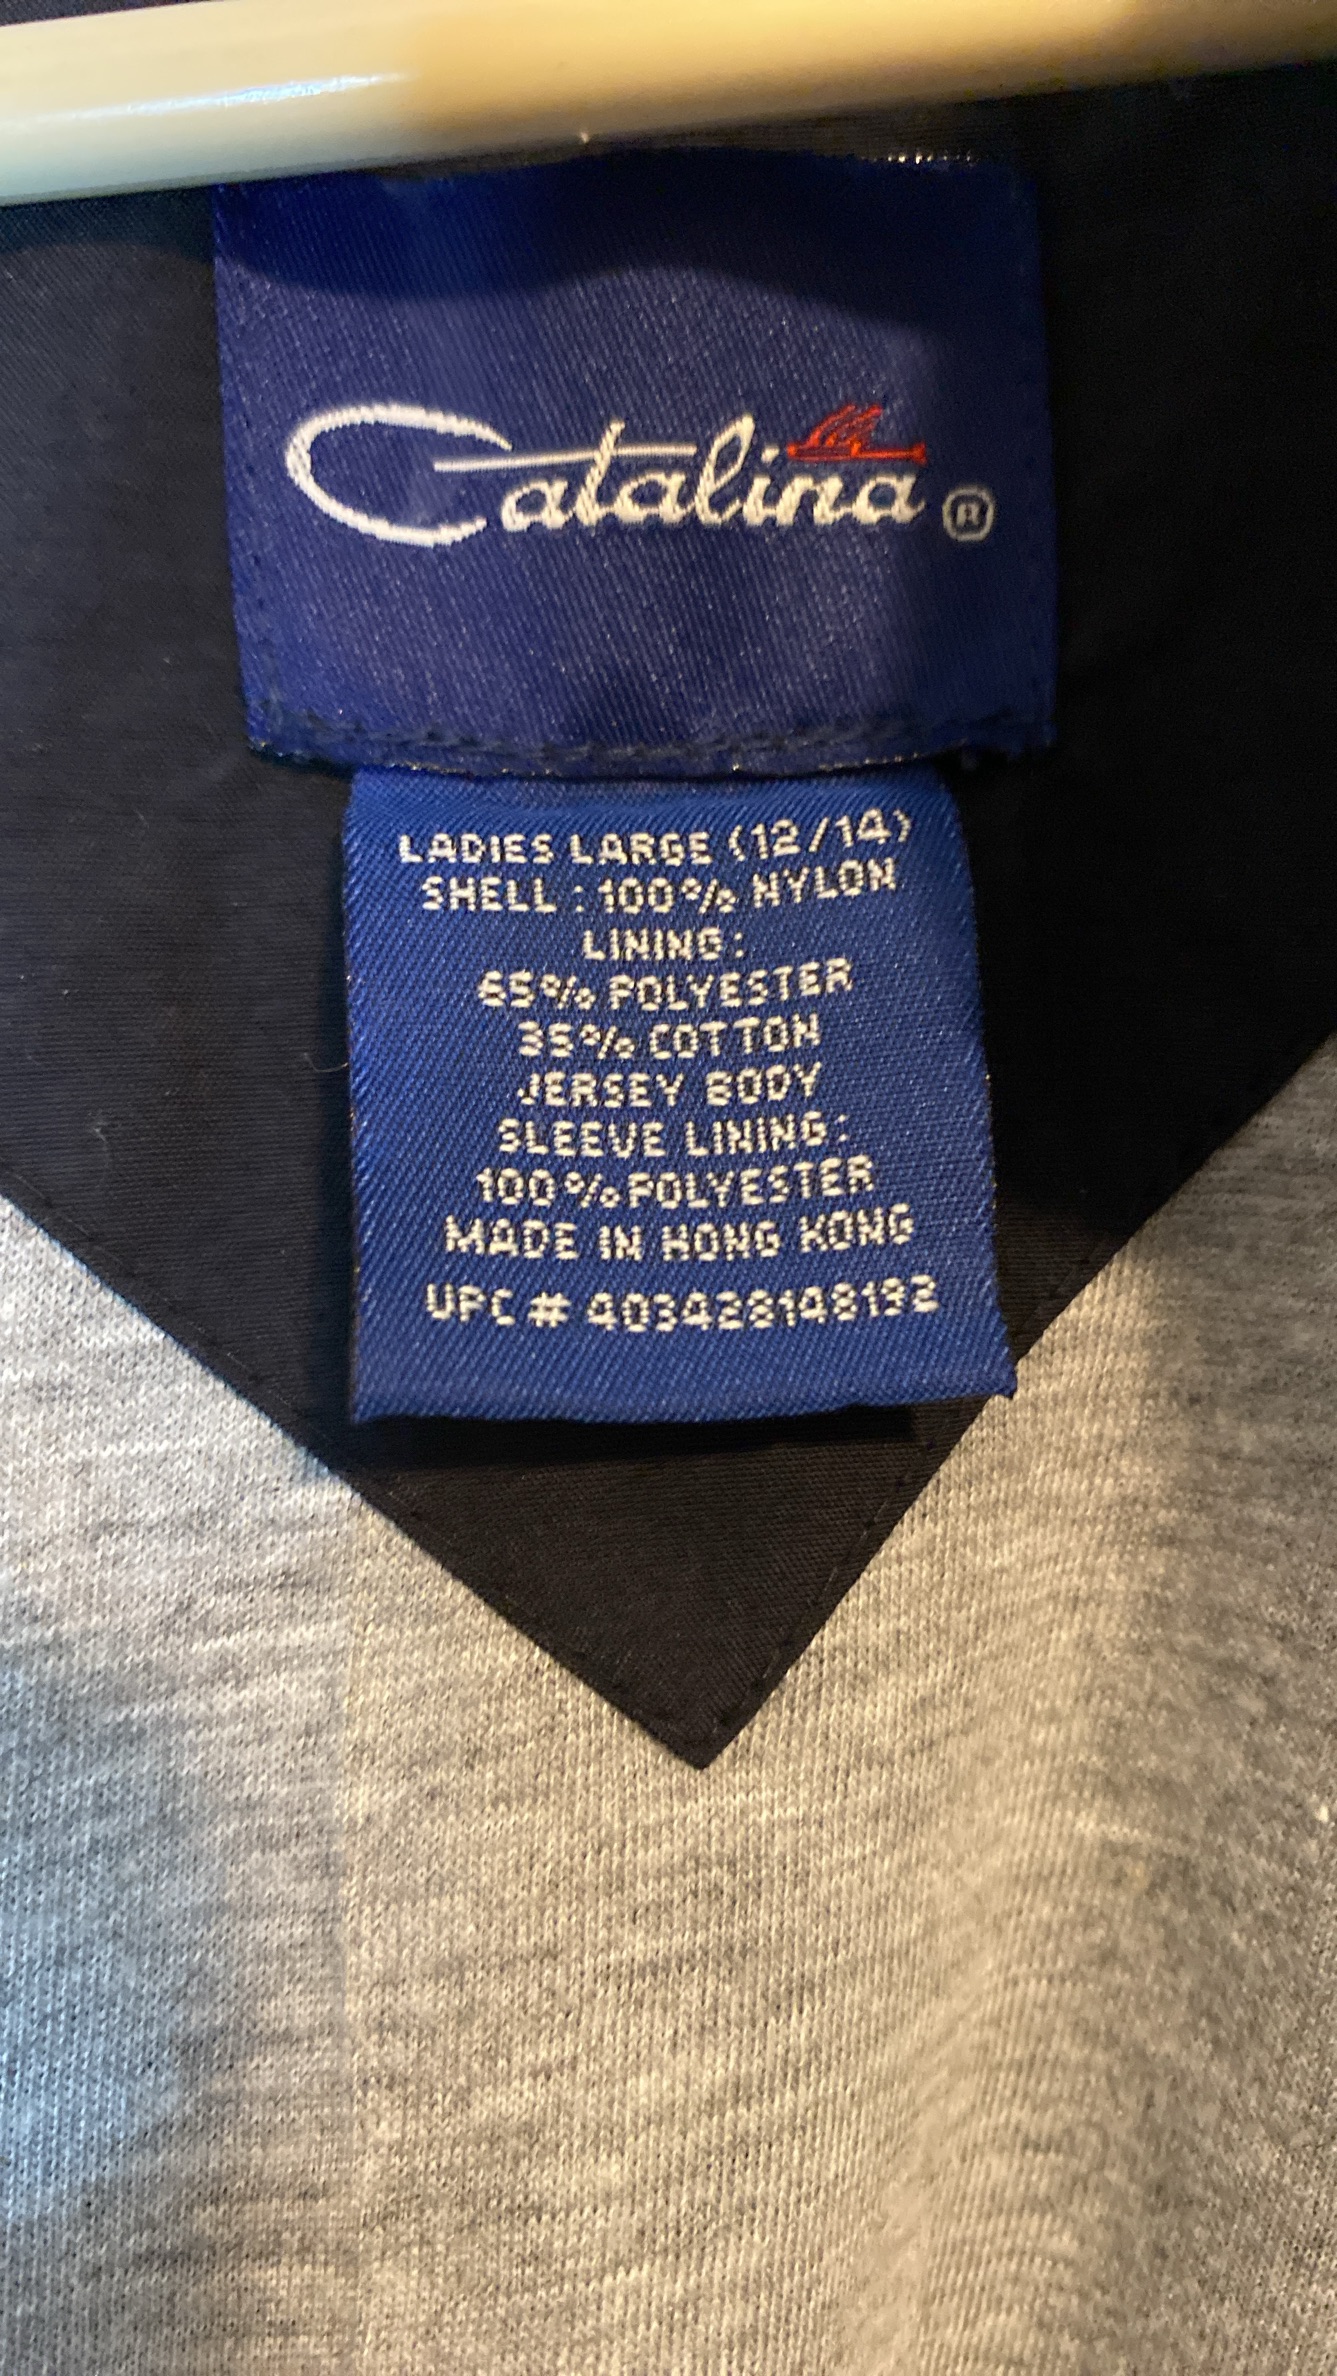 Catalina ®
LADIES LARGE (12/14)
SHELL : 100% NYLON
LINING :
65% POLYESTER
35% COTTON
JERSEY BODY
SLEEVE LINING :
100% POLYESTER
MADE IN HONG KONG
UPC # 403428148192